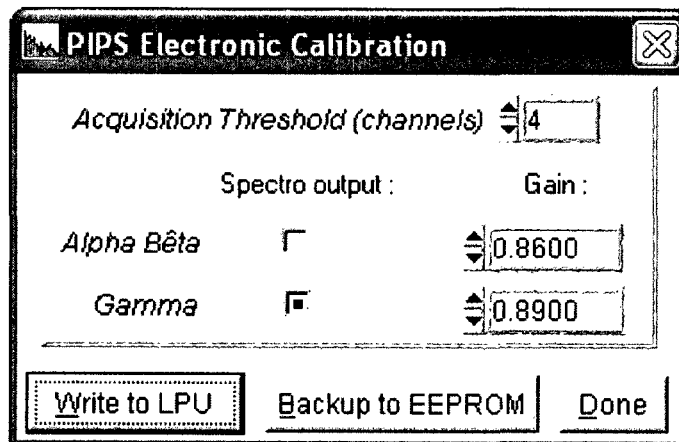 PIPS Electronic Calibration
Acquisition Threshold (channels) 4
Spectro output : Gain :
Alpha Bêta 0.8600
Gamma 0.8900
Write to LPU Backup to EEPROM Done